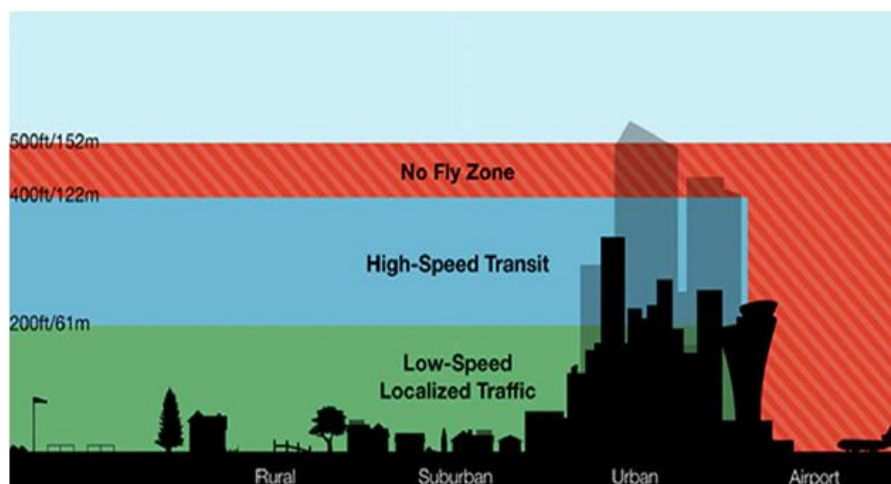 500ft/152m
No Fly Zone
400ft/122m
High-Speed Transit
200ft/61m
Low-Speed
Localized Traffic
Rural Suburban Urban Airport